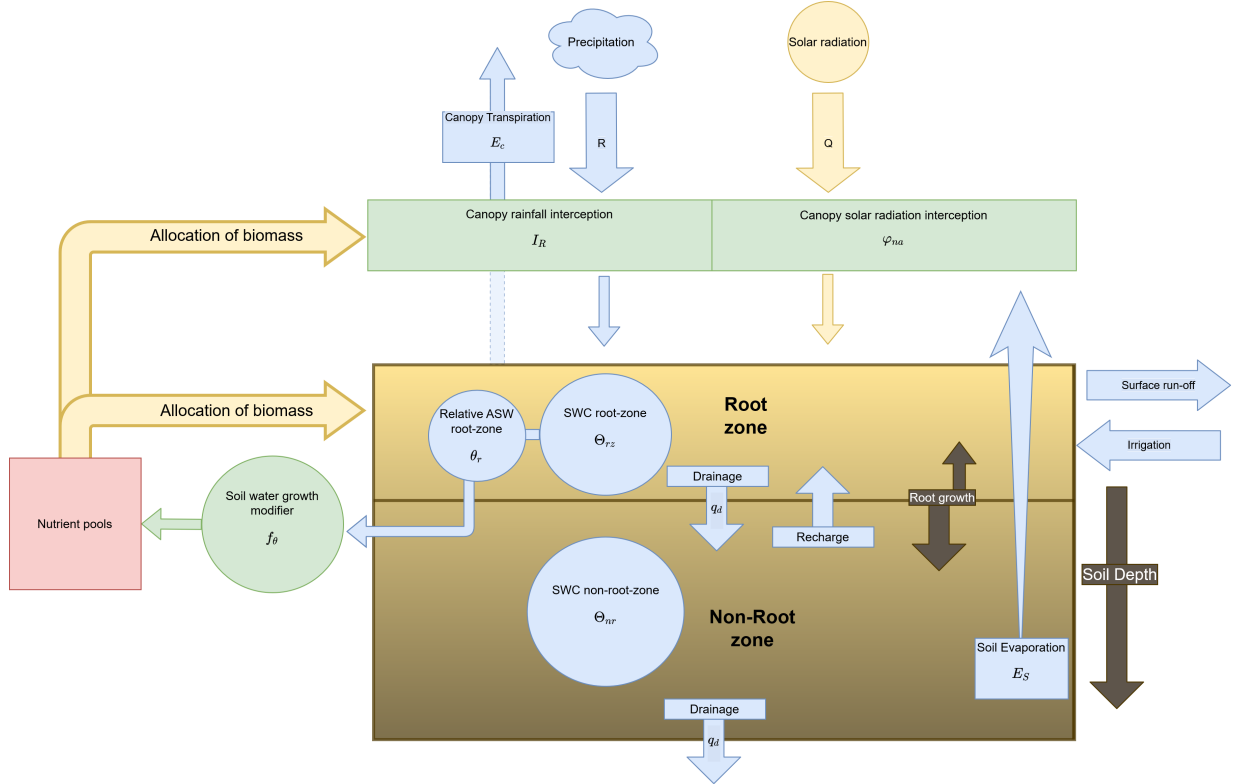 Precipitation
Solar radiation
Canopy Transpiration
E_c
R
Q
Canopy rainfall interception
I_R
Canopy solar radiation interception
φ_na
Allocation of biomass
Allocation of biomass
Relative ASW
root-zone
θ_r
SWC root-zone
Θ_rz
Root
zone
Surface run-off
Irrigation
Drainage
q_d
Recharge
Root growth
Soil Depth
Nutrient pools
Soil water growth
modifier
f_θ
SWC non-root-zone
Θ_nr
Non-Root
zone
Soil Evaporation
E_S
Drainage
q_d